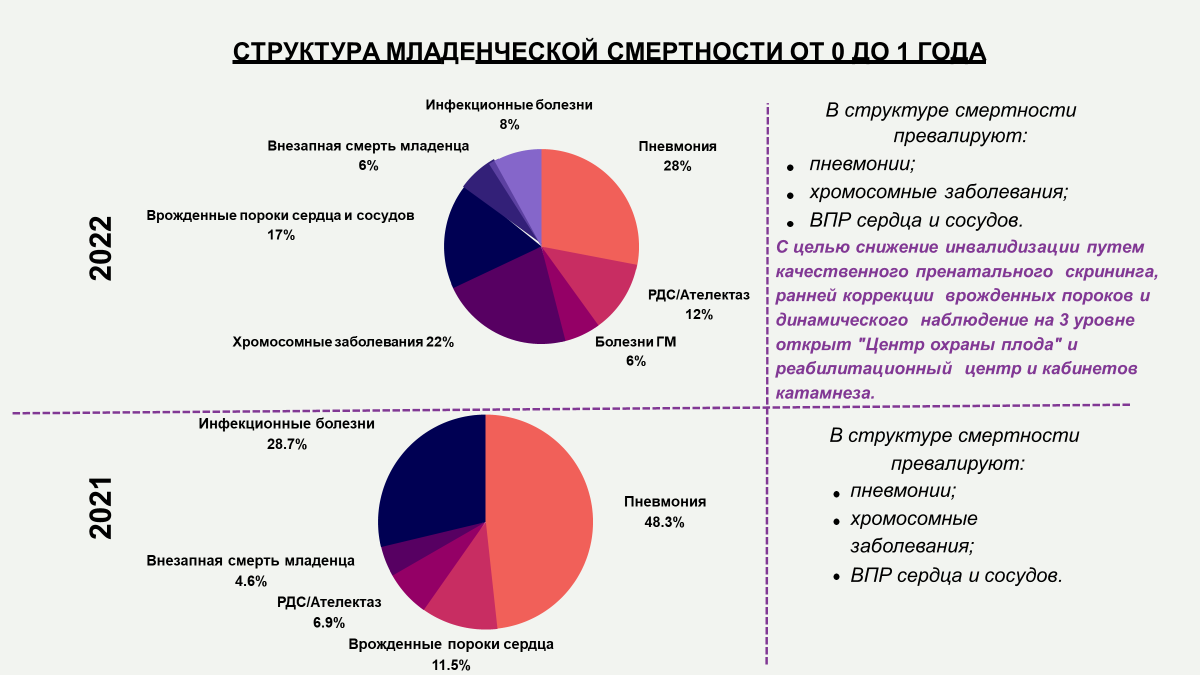 СТРУКТУРА МЛАДЕНЧЕСКОЙ СМЕРТНОСТИ ОТ 0 ДО 1 ГОДА
2022
Инфекционные болезни
8%
Внезапная смерть младенца
6%
Врожденные пороки сердца и сосудов
17%
Хромосомные заболевания 22%
Пневмония
28%
РДС/Ателектаз
12%
Болезни ГМ
6%
В структуре смертности
превалируют:
• пневмонии;
• хромосомные заболевания;
• ВПР сердца и сосудов.
С целью снижение инвалидизации путем
качественного пренатального скрининга,
ранней коррекции врожденных пороков и
динамического наблюдение на 3 уровне
открыт "Центр охраны плода" и
реабилитационный центр и кабинетов
катамнеза.
2021
Инфекционные болезни
28.7%
Внезапная смерть младенца
4.6%
РДС/Ателектаз
6.9%
Врожденные пороки сердца
11.5%
Пневмония
48.3%
В структуре смертности
превалируют:
• пневмонии;
• хромосомные
заболевания;
• ВПР сердца и сосудов.